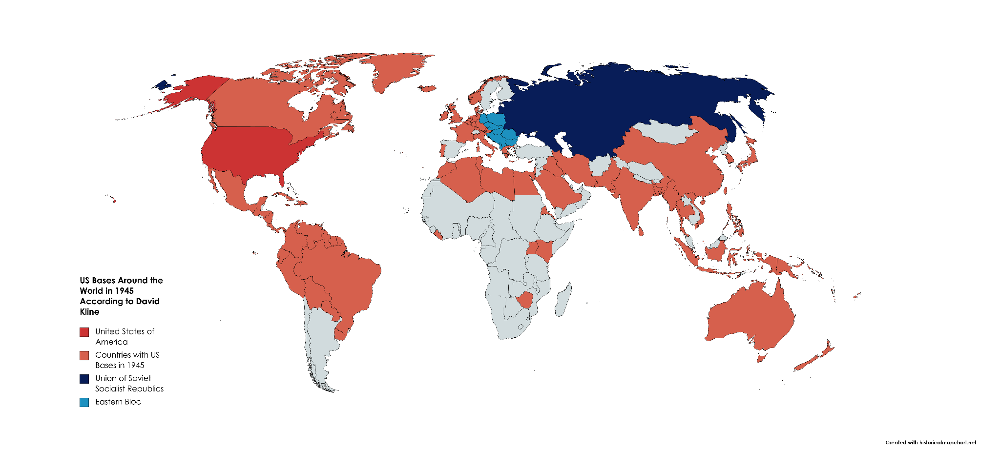 US Bases Around the
World in 1945
According to David
Kline
United States of
America
Countries with US
Bases in 1945
Union of Soviet
Socialist Republics
Eastern Bloc
Created with historicalmapchart.net